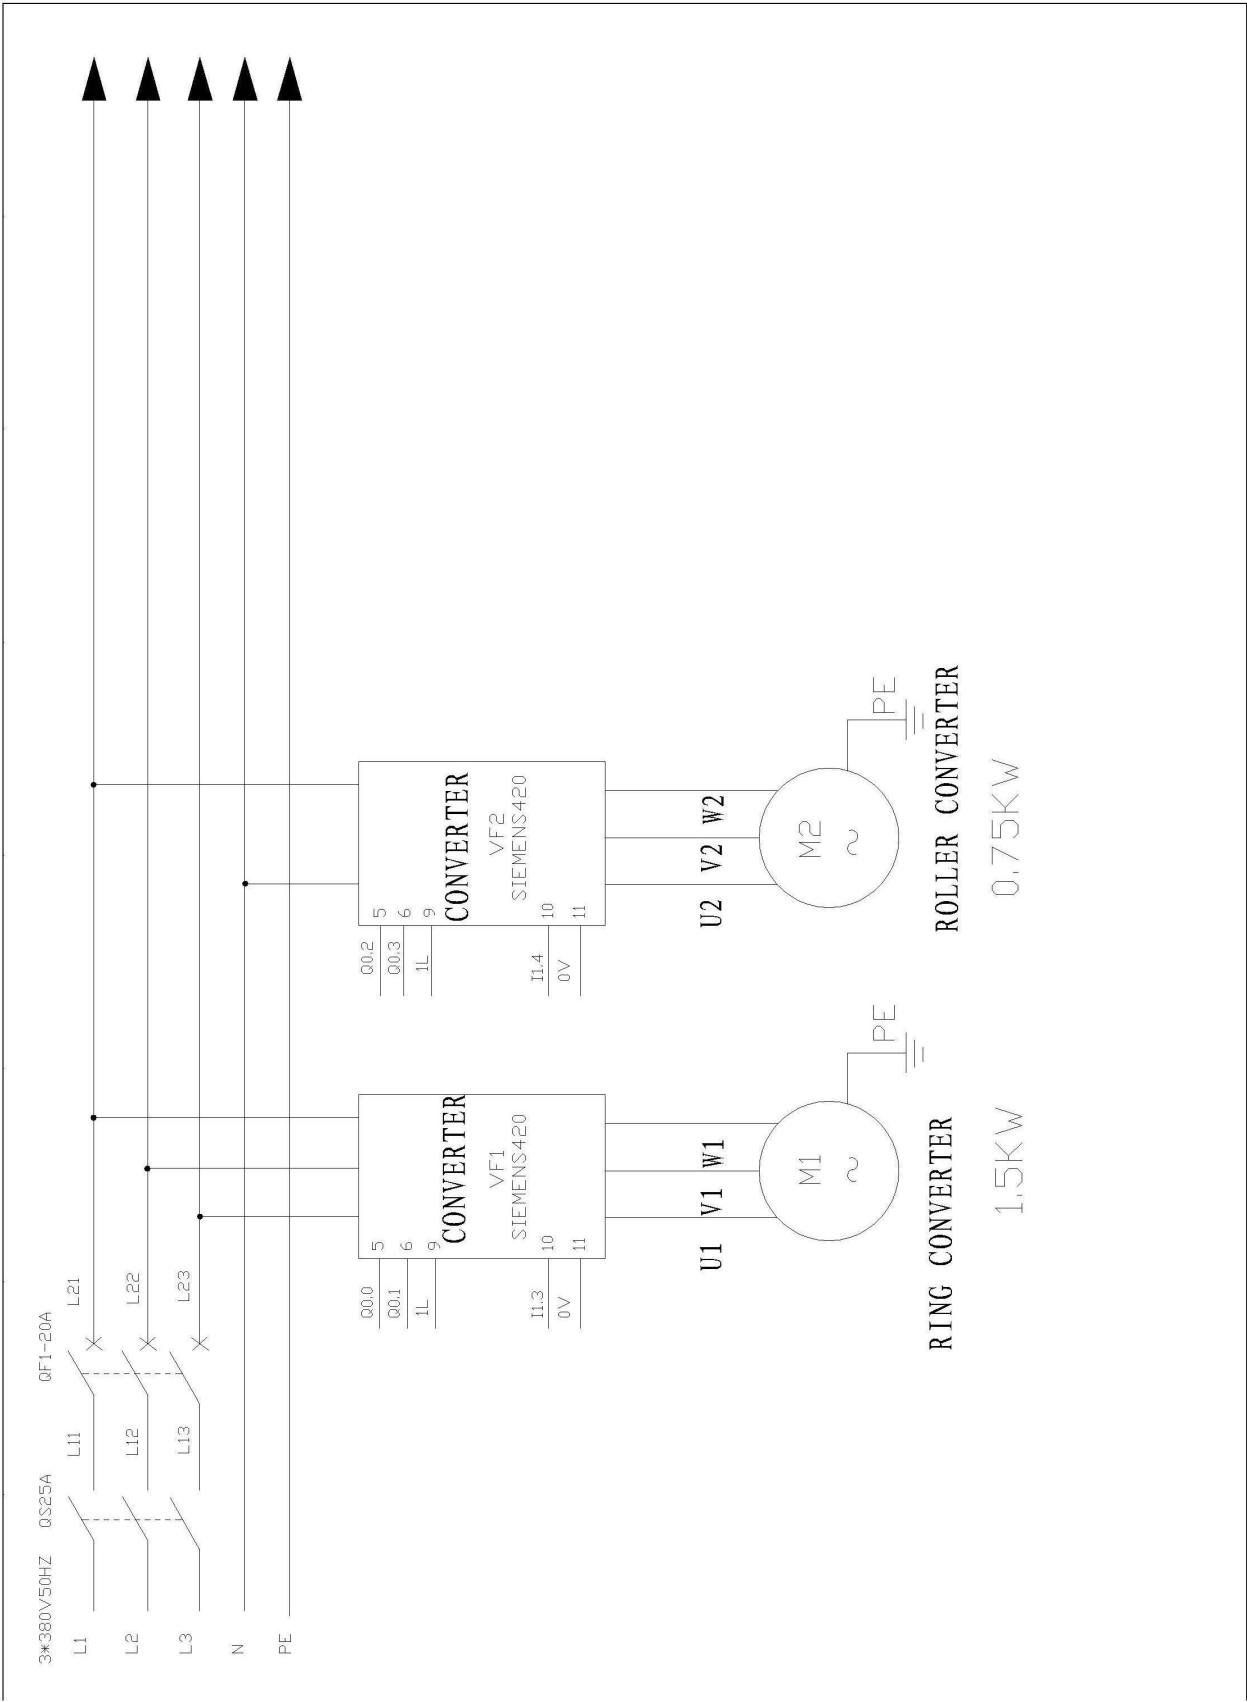 3*380V50HZ QS25A QF1-20A
L1 L11 L21
L2 L12 L22
L3 L13 L23
N
PE
Q0.0 5
Q0.1 6
1L 9
CONVERTER
VF1
SIEMENS420
I1.3 10
0V 11
U1 V1 W1
M1
~
PE
RING CONVERTER
1.5KW
Q0.2 5
Q0.3 6
1L 9
CONVERTER
VF2
SIEMENS420
I1.4 10
0V 11
U2 V2 W2
M2
~
PE
ROLLER CONVERTER
0.75KW